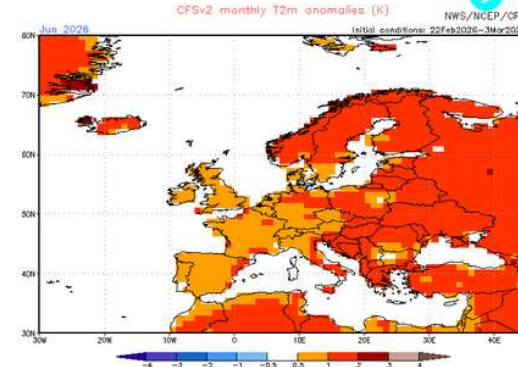 CFSv2 monthly T2m anomalies (K)
NWS/NCEP/CP
Jun 2026
Initial conditions: 22Feb2026-3Mar202
80N
70N
60N
50N
40N
30N
30W 20W 10W 0 10E 20E 30E 40E
-4 -3 -2 -1 -0.5 0.5 1 2 3 4